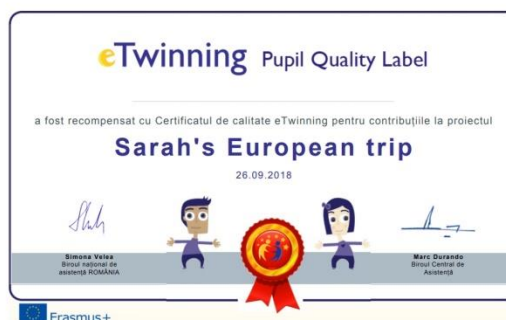 eTwinning Pupil Quality Label
a fost recompensat cu Certificatul de calitate eTwinning pentru contribuțiile la proiectul
Sarah's European trip
26.09.2018
Simona Velea
Biroul național de
asistență ROMÂNIA
Marc Durando
Biroul Central de
Asistență
Erasmus+